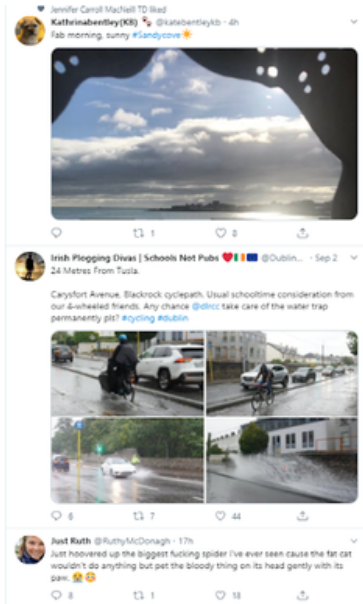 Jennifer Carroll MacNeill TD liked
Kathrinabentley(KB) @katebentleykb · 4h
Fab morning, sunny #Sandycove
1
8
Irish Plogging Divas | Schools Not Pubs @Dublin... · Sep 2
24 Metres From Tusla.
Carysfort Avenue, Blackrock cyclepath. Usual schooltime consideration from
our 4-wheeled friends. Any chance @dlrcc take care of the water trap
permanently pls? #cycling #dublin
6
7
44
Just Ruth @RuthyMcDonagh · 17h
Just hoovered up the biggest fucking spider I've ever seen cause the fat cat
wouldn't do anything but pet the bloody thing on its head gently with its
paw.
8
1
18